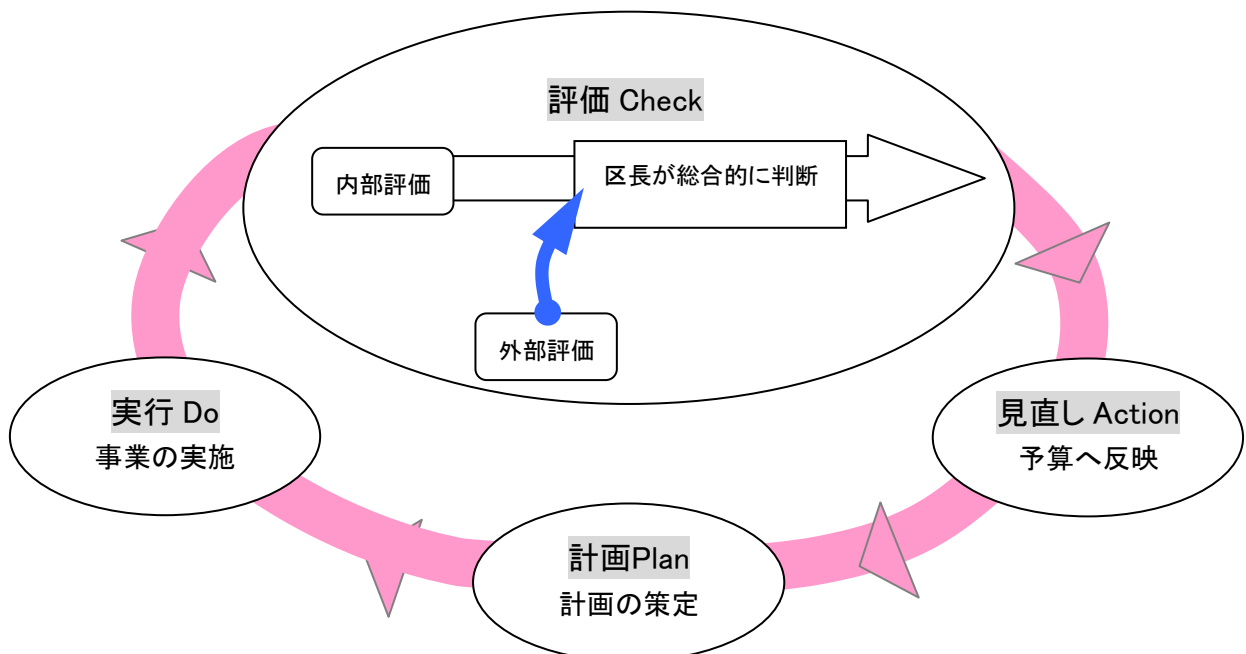 評価 Check
内部評価
区長が総合的に判断
外部評価
実行 Do
事業の実施
見直し Action
予算へ反映
計画Plan
計画の策定